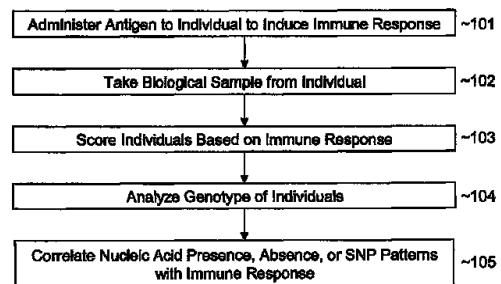 Administer Antigen to Individual to Induce Immune Response ~101
Take Biological Sample from Individual ~102
Score Individuals Based on Immune Response ~103
Analyze Genotype of Individuals ~104
Correlate Nucleic Acid Presence, Absence, or SNP Patterns
with Immune Response ~105